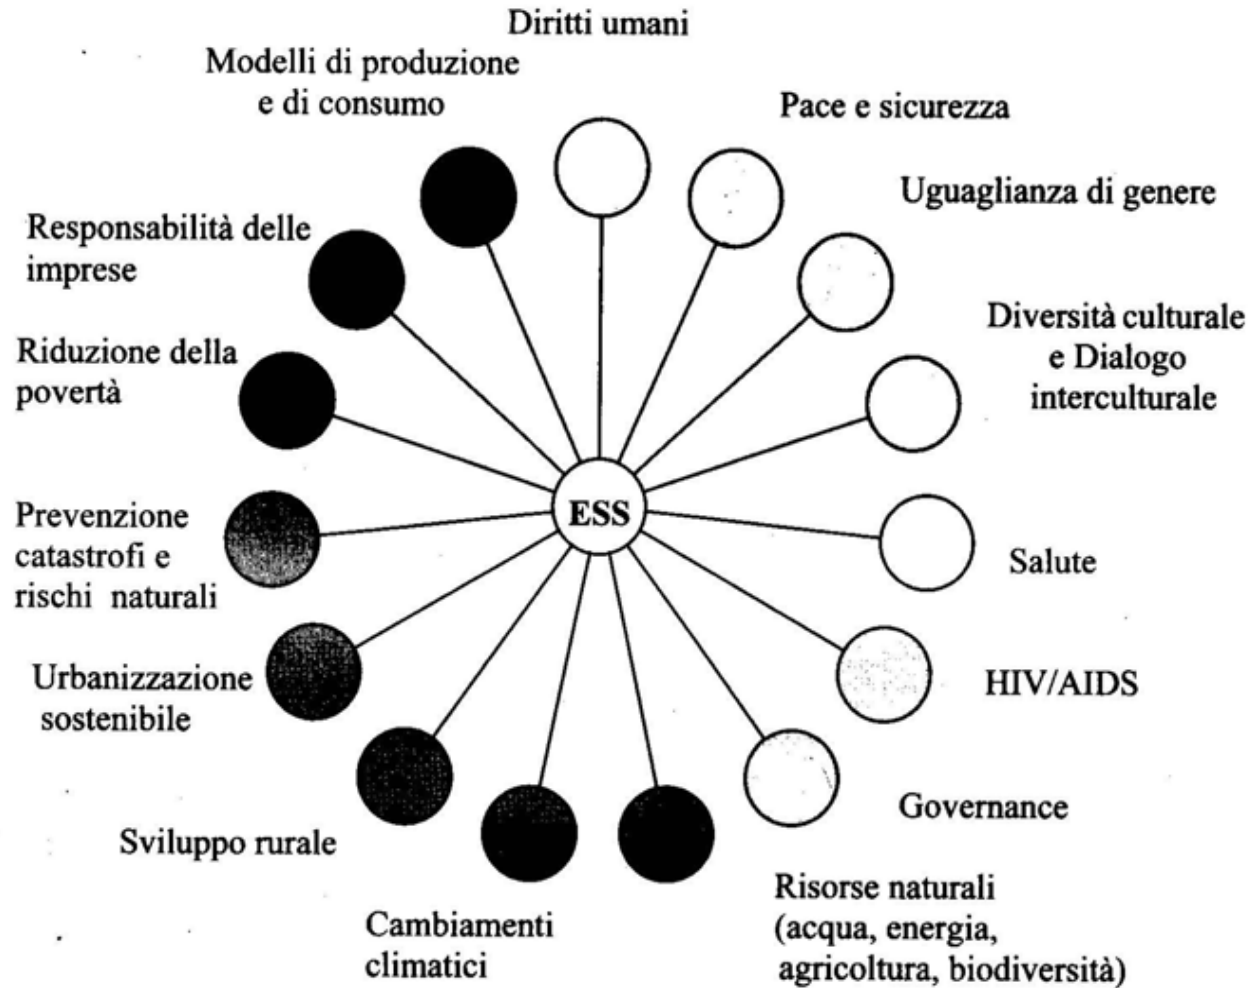 Diritti umani
Modelli di produzione
e di consumo
Pace e sicurezza
Uguaglianza di genere
Responsabilità delle
imprese
Diversità culturale
e Dialogo
interculturale
Riduzione della
povertà
ESS
Prevenzione
catastrofi e
rischi naturali
Salute
Urbanizzazione
sostenibile
HIV/AIDS
Governance
Sviluppo rurale
Risorse naturali
(acqua, energia,
agricoltura, biodiversità)
Cambiamenti
climatici